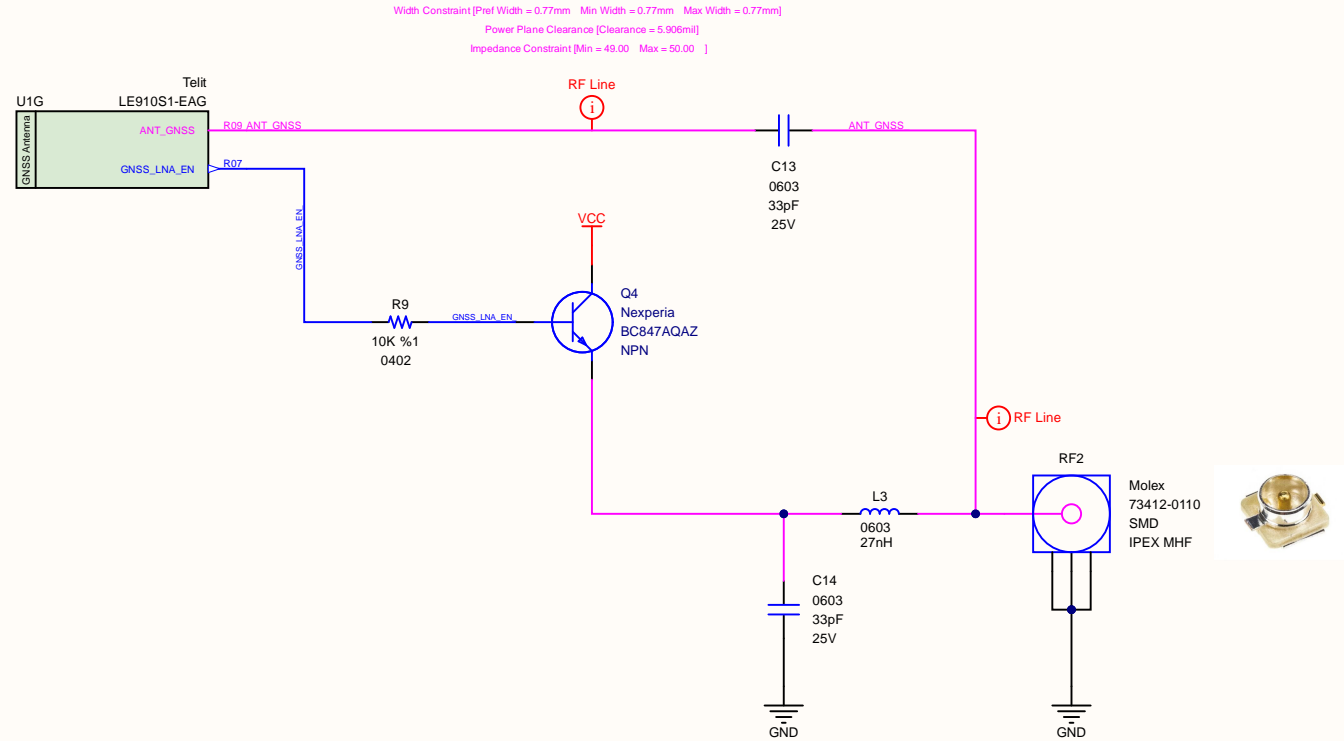 Width Constraint [Pref Width = 0.77mm Min Width = 0.77mm Max Width = 0.77mm]
Power Plane Clearance [Clearance = 5.906mil]
Impedance Constraint [Min = 49.00 Max = 50.00 ]
Telit
U1G LE910S1-EAG
RF Line
i
GNSS Antenna
ANT_GNSS R09 ANT_GNSS
ANT_GNSS
GNSS_LNA_EN R07
C13
0603
33pF
25V
GNSS_LNA_EN
VCC
R9
10K %1
0402
GNSS_LNA_EN
Q4
Nexperia
BC847AQAZ
NPN
i RF Line
RF2
Molex
73412-0110
SMD
IPEX MHF
L3
0603
27nH
C14
0603
33pF
25V
GND
GND